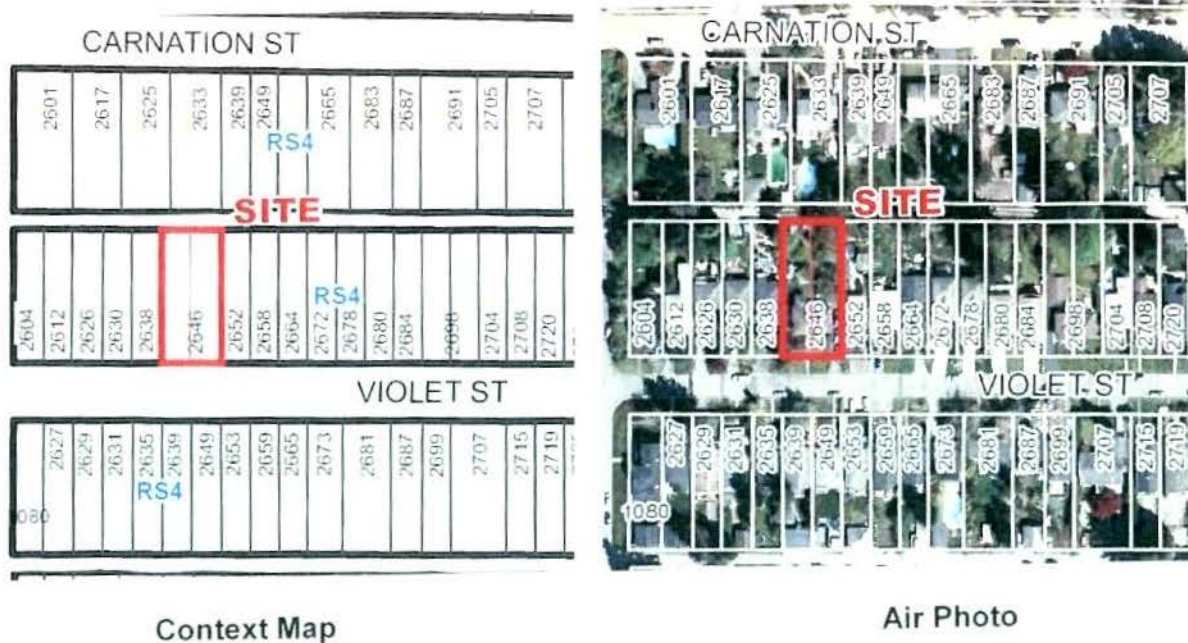 CARNATION ST
2601 2617 2625 2633 2639 2649 2665 2683 2687 2691 2705 2707
RS4
SITE
2604 2612 2626 2630 2638 2646 2652 2658 2664 2672 2678 2680 2684 2698 2704 2708 2720
RS4
VIOLET ST
2627 2629 2631 2635 2639 2649 2653 2659 2665 2673 2681 2687 2699 2707 2715 2719
RS4
1080
Context Map
CARNATION ST
2601 2617 2625 2633 2639 2649 2665 2683 2687 2691 2705 2707
SITE
2604 2612 2626 2630 2638 2646 2652 2658 2664 2672 2678 2680 2684 2698 2704 2708 2720
VIOLET ST
2627 2629 2631 2635 2639 2649 2653 2659 2665 2673 2681 2687 2699 2707 2715 2719
1080
Air Photo